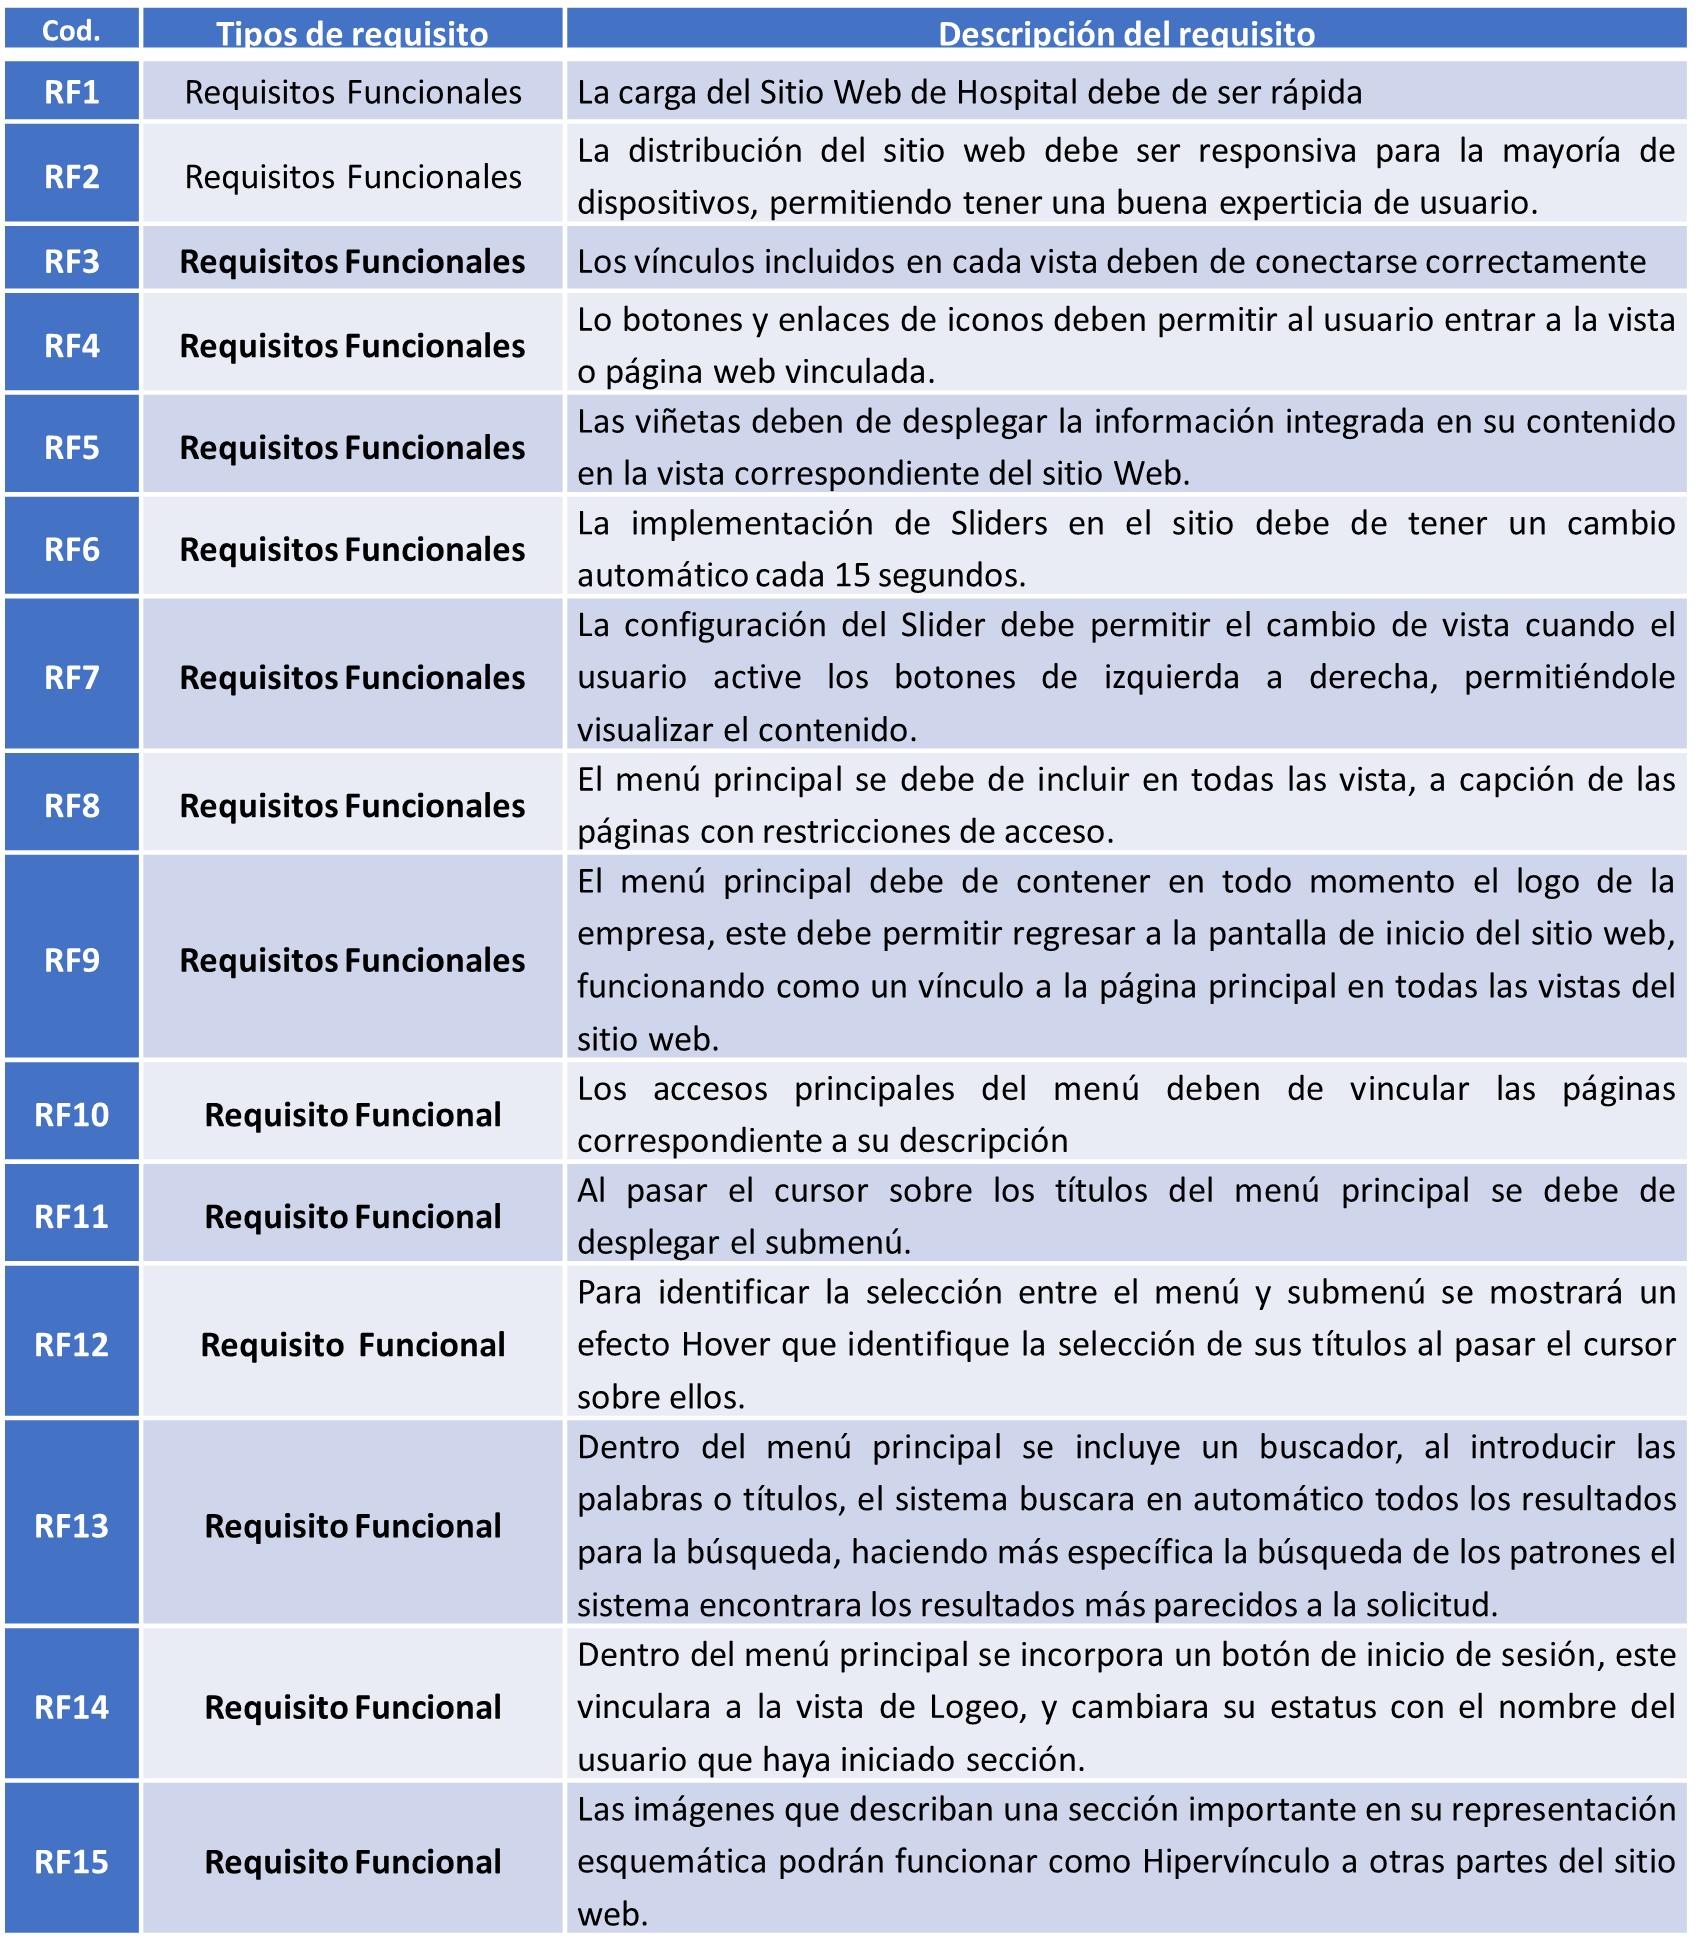 Cod.
Tipos de requisito
Descripción del requisito
RF1
Requisitos Funcionales
La carga del Sitio Web de Hospital debe de ser rápida
RF2
Requisitos Funcionales
La distribución del sitio web debe ser responsiva para la mayoría de
dispositivos, permitiendo tener una buena experticia de usuario.
RF3
Requisitos Funcionales
Los vínculos incluidos en cada vista deben de conectarse correctamente
RF4
Requisitos Funcionales
Lo botones y enlaces de iconos deben permitir al usuario entrar a la vista
o página web vinculada.
RF5
Requisitos Funcionales
Las viñetas deben de desplegar la información integrada en su contenido
en la vista correspondiente del sitio Web.
RF6
Requisitos Funcionales
La implementación de Sliders en el sitio debe de tener un cambio
automático cada 15 segundos.
RF7
Requisitos Funcionales
La configuración del Slider debe permitir el cambio de vista cuando el
usuario active los botones de izquierda a derecha, permitiéndole
visualizar el contenido.
RF8
Requisitos Funcionales
El menú principal se debe de incluir en todas las vista, a capción de las
páginas con restricciones de acceso.
RF9
Requisitos Funcionales
El menú principal debe de contener en todo momento el logo de la
empresa, este debe permitir regresar a la pantalla de inicio del sitio web,
funcionando como un vínculo a la página principal en todas las vistas del
sitio web.
RF10
Requisito Funcional
Los accesos principales del menú deben de vincular las páginas
correspondiente a su descripción
RF11
Requisito Funcional
Al pasar el cursor sobre los títulos del menú principal se debe de
desplegar el submenú.
RF12
Requisito Funcional
Para identificar la selección entre el menú y submenú se mostrará un
efecto Hover que identifique la selección de sus títulos al pasar el cursor
sobre ellos.
RF13
Requisito Funcional
Dentro del menú principal se incluye un buscador, al introducir las
palabras o títulos, el sistema buscara en automático todos los resultados
para la búsqueda, haciendo más específica la búsqueda de los patrones el
sistema encontrara los resultados más parecidos a la solicitud.
RF14
Requisito Funcional
Dentro del menú principal se incorpora un botón de inicio de sesión, este
vinculara a la vista de Logeo, y cambiara su estatus con el nombre del
usuario que haya iniciado sección.
RF15
Requisito Funcional
Las imágenes que describan una sección importante en su representación
esquemática podrán funcionar como Hipervínculo a otras partes del sitio
web.